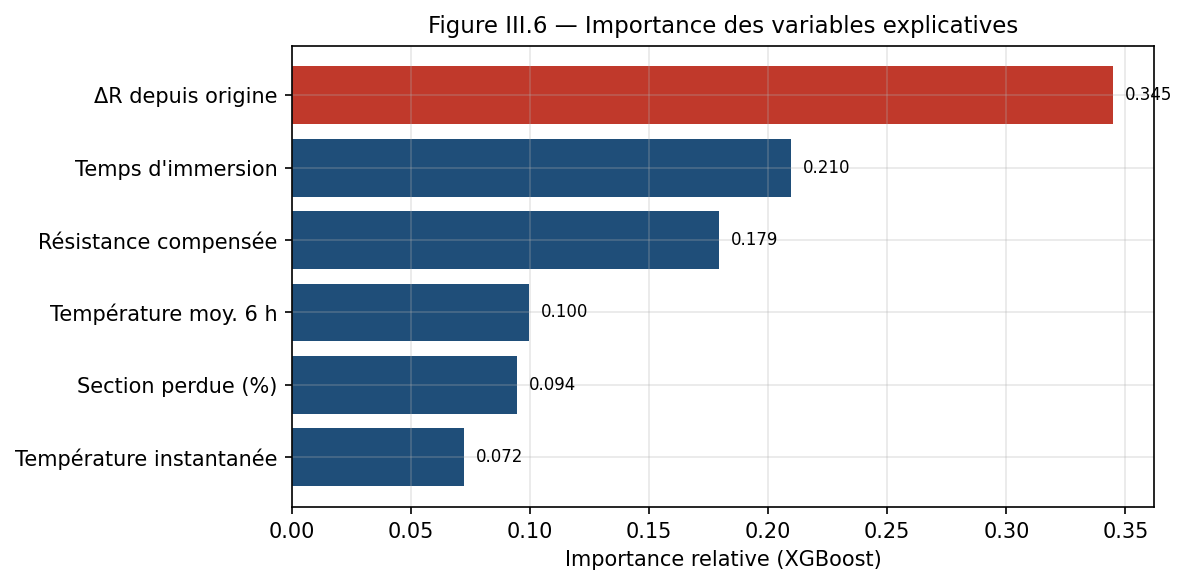 Figure III.6 — Importance des variables explicatives
ΔR depuis origine
0.345
Temps d'immersion
0.210
Résistance compensée
0.179
Température moy. 6 h
0.100
Section perdue (%)
0.094
Température instantanée
0.072
0.00 0.05 0.10 0.15 0.20 0.25 0.30 0.35
Importance relative (XGBoost)